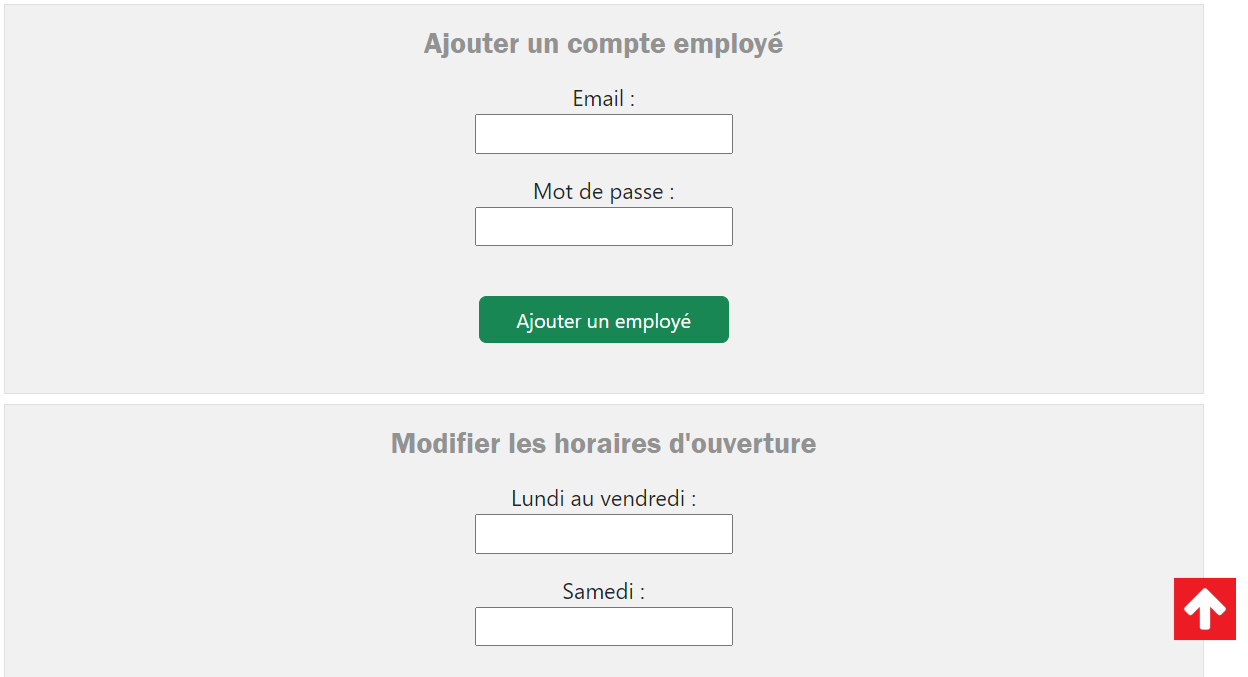 Ajouter un compte employé
Email :
Mot de passe :
Ajouter un employé
Modifier les horaires d'ouverture
Lundi au vendredi :
Samedi :